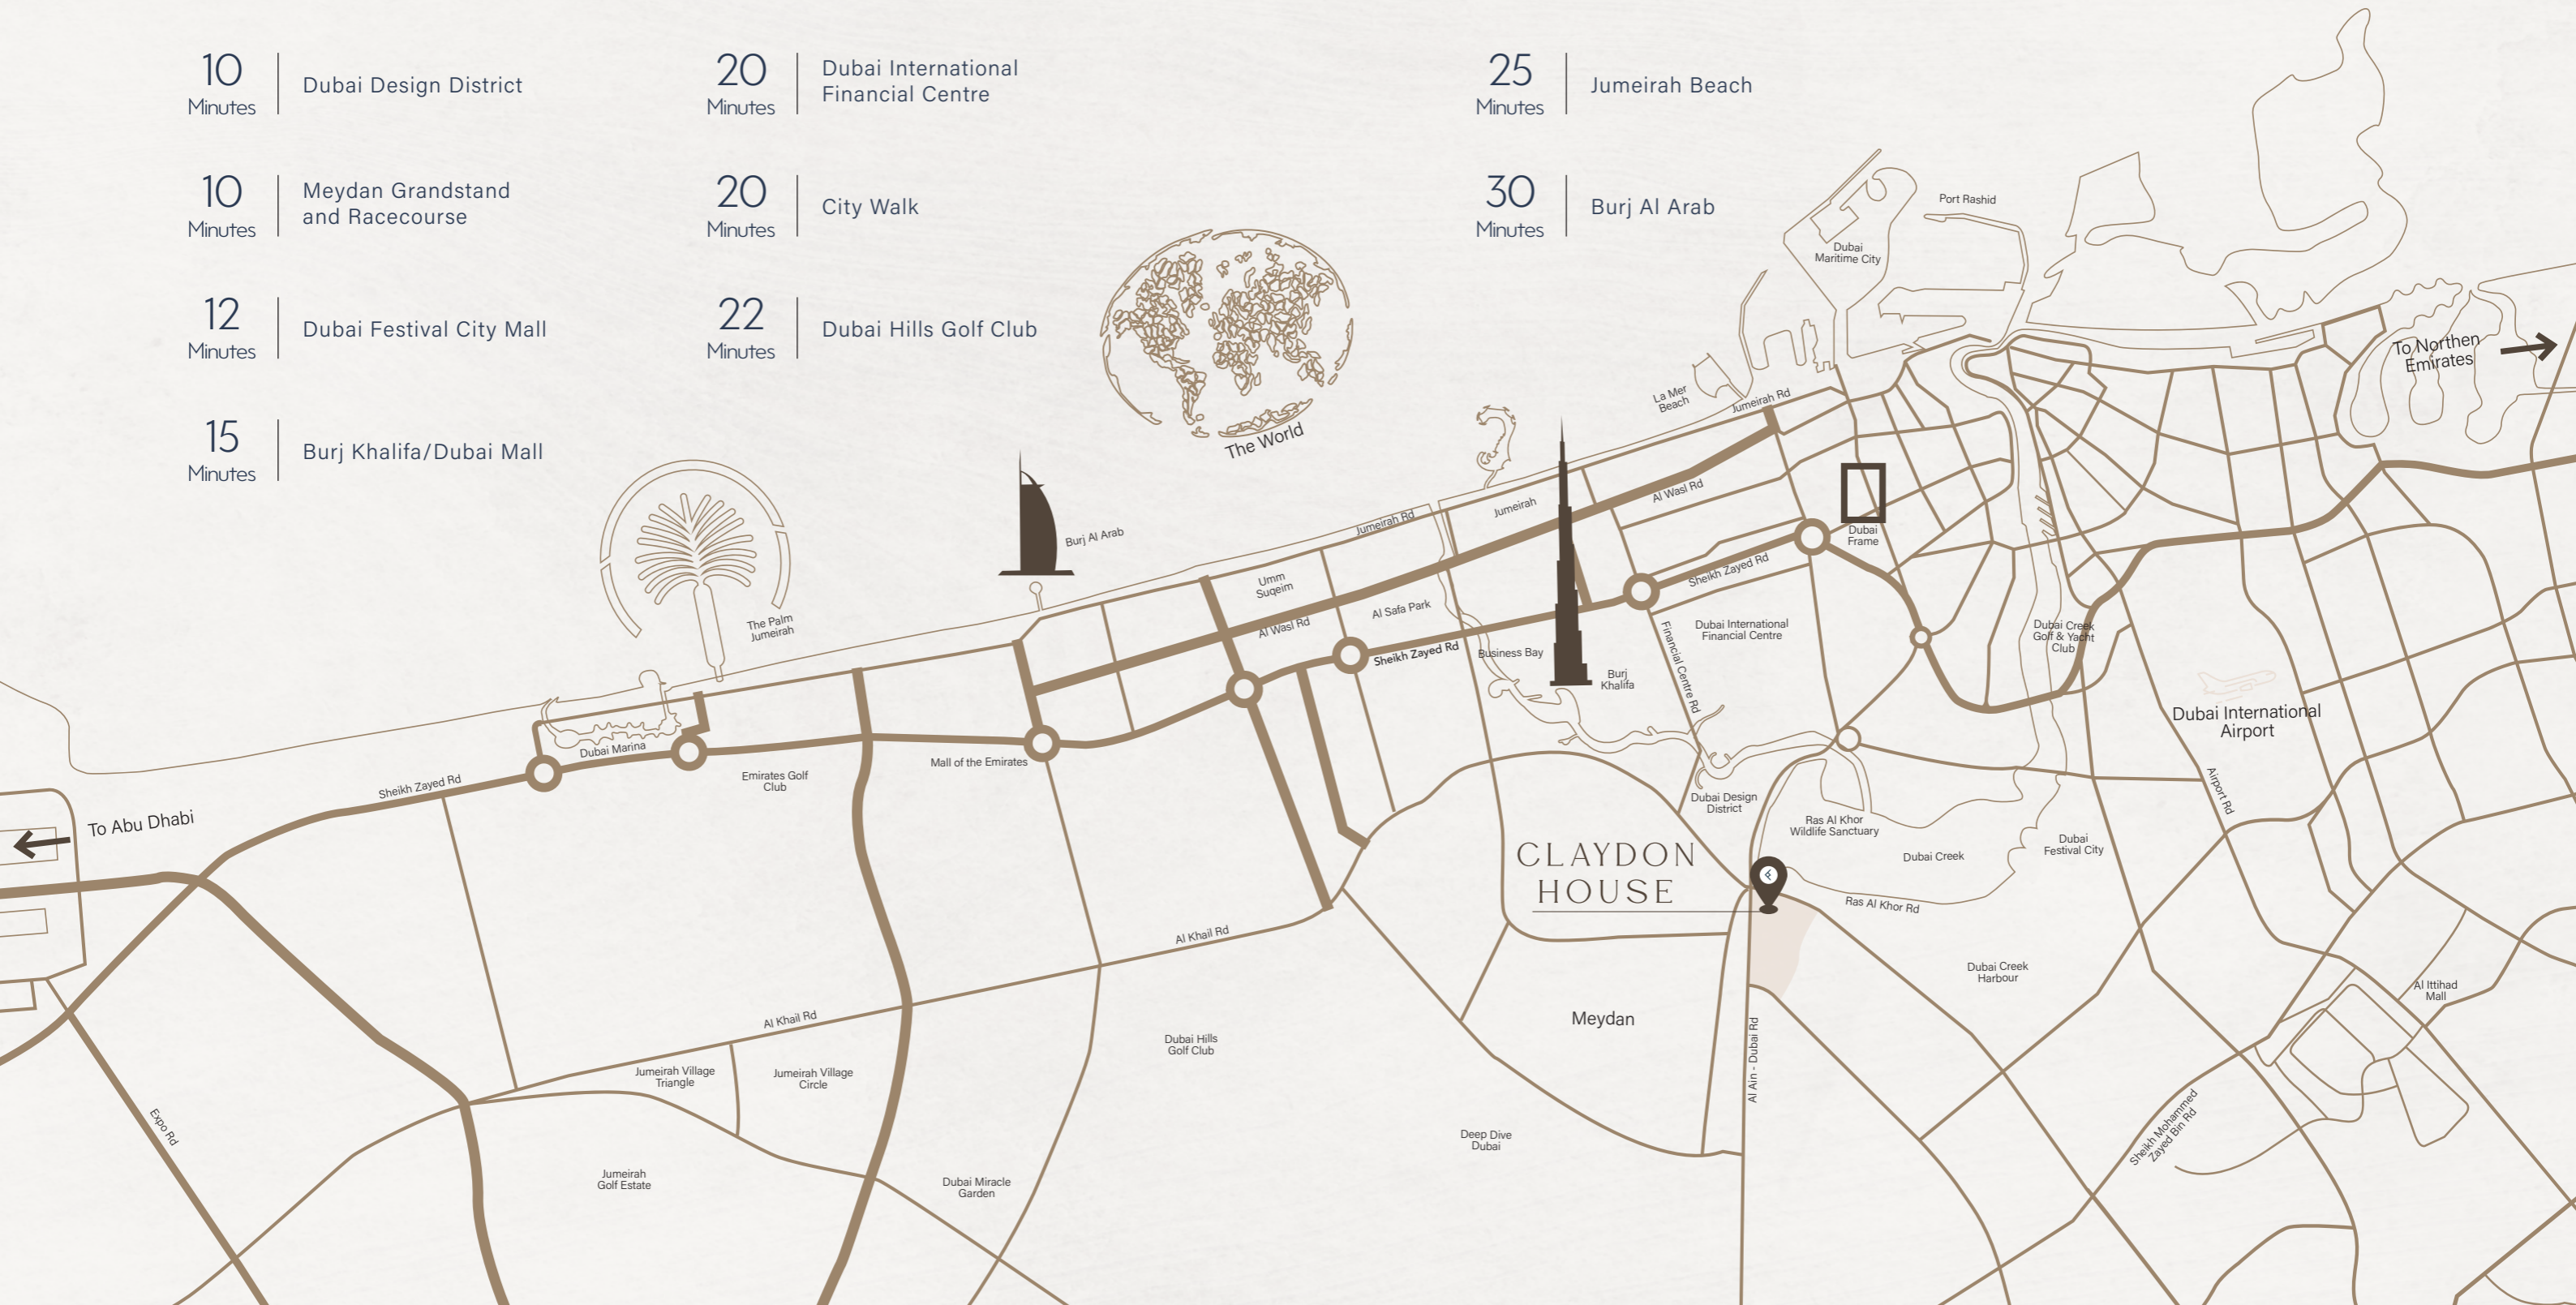 10
Minutes
Dubai Design District
10
Minutes
Meydan Grandstand
and Racecourse
12
Minutes
Dubai Festival City Mall
15
Minutes
Burj Khalifa/Dubai Mall
20
Minutes
Dubai International
Financial Centre
20
Minutes
City Walk
22
Minutes
Dubai Hills Golf Club
25
Minutes
Jumeirah Beach
30
Minutes
Burj Al Arab
Port Rashid
Dubai
Maritime City
To Northen
Emirates
La Mer
Beach
Jumeirah Rd
The World
Burj Al Arab
Jumeirah Rd
Jumeirah
Al Wasl Rd
Dubai
Frame
Sheikh Zayed Rd
Umm
Suqeim
Al Safa Park
Al Wasl Rd
Sheikh Zayed Rd
Business Bay
Burj
Khalifa
Financial Centre Rd
Dubai International
Financial Centre
Dubai Creek
Golf & Yacht
Club
The Palm
Jumeirah
Dubai International
Airport
Airport Rd
Dubai Marina
Sheikh Zayed Rd
Emirates Golf
Club
Mall of the Emirates
To Abu Dhabi
Dubai Design
District
Ras Al Khor
Wildlife Sanctuary
Dubai Creek
Dubai
Festival City
CLAYDON
HOUSE
Ras Al Khor Rd
Al Khail Rd
Dubai Creek
Harbour
Al Ittihad
Mall
Meydan
Al Khail Rd
Dubai Hills
Golf Club
Al Ain - Dubai Rd
Jumeirah Village
Triangle
Jumeirah Village
Circle
Expo Rd
Deep Dive
Dubai
Sheikh Mohammed
Zayed Bin Rd
Jumeirah
Golf Estate
Dubai Miracle
Garden